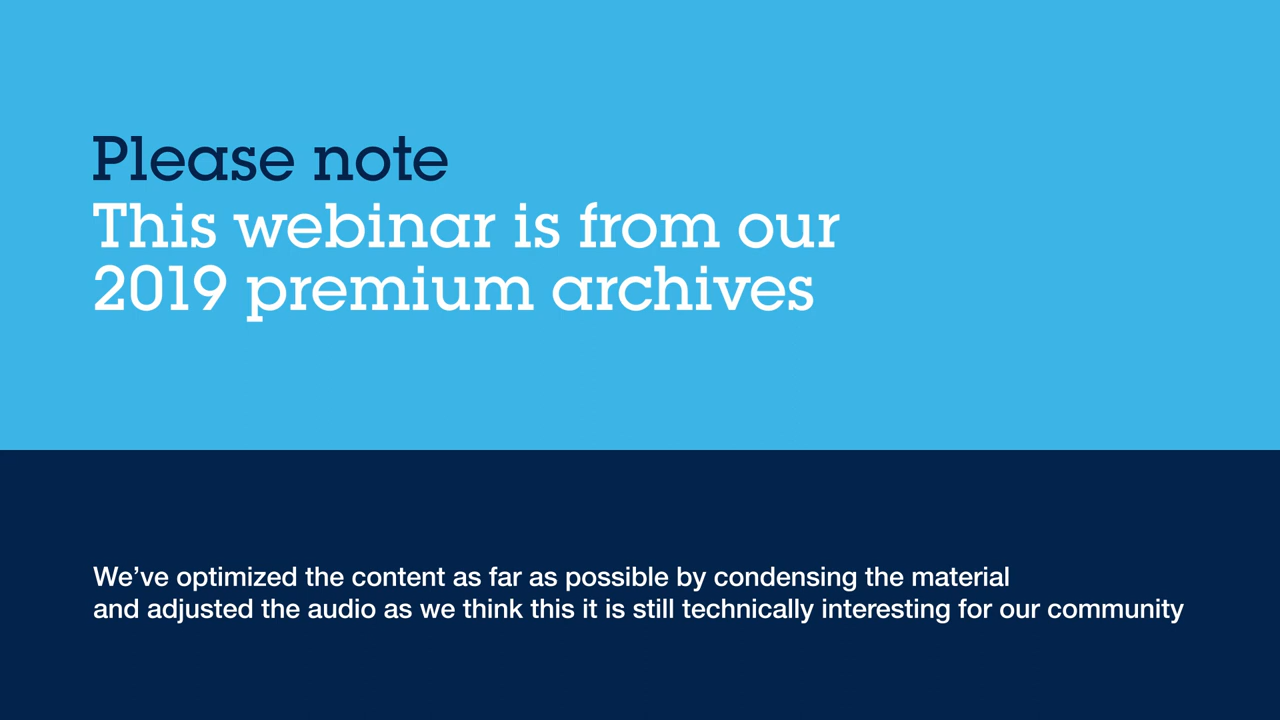 Please note
This webinar is from our
2019 premium archives
We’ve optimized the content as far as possible by condensing the material
and adjusted the audio as we think this it is still technically interesting for our community